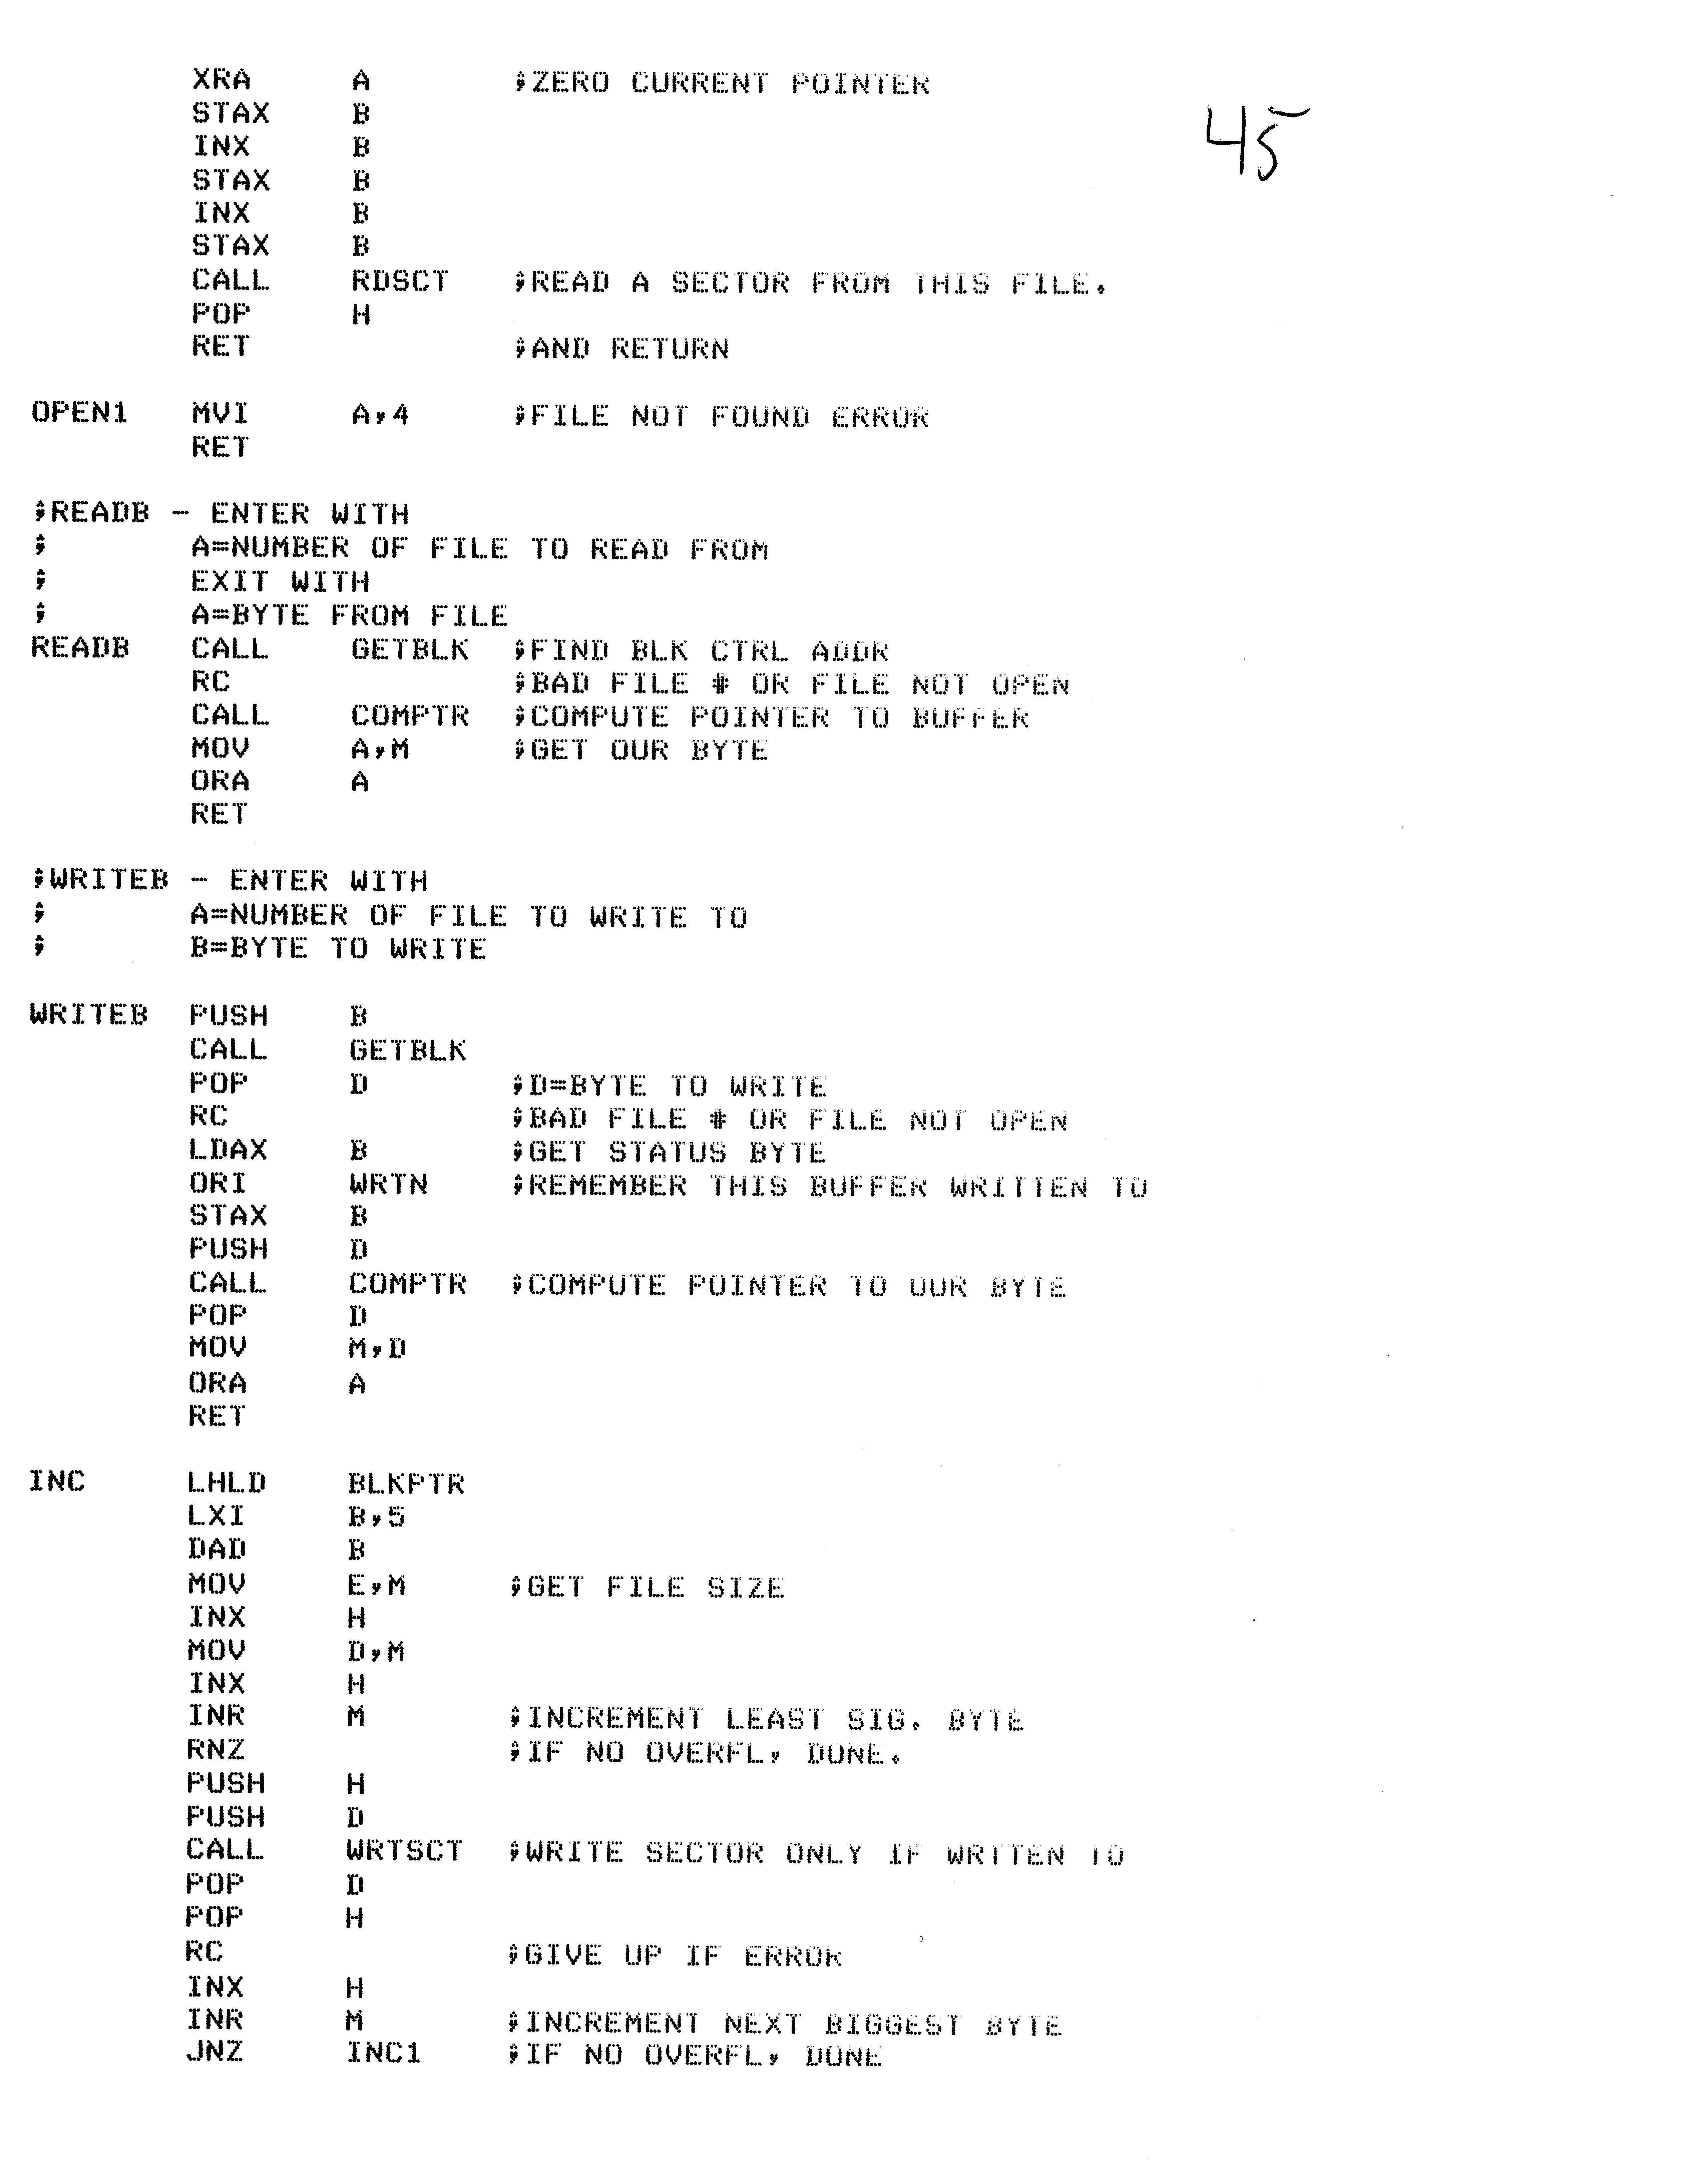 XRA     A       ;ZERO CURRENT POINTER
45
        STAX    B
        INX     B
        STAX    B
        INX     B
        STAX    B
        CALL    RDSCT   ;READ A SECTOR FROM THIS FILE.
        POP     H
        RET             ;AND RETURN

OPEN1   MVI     A,4     ;FILE NOT FOUND ERROR
        RET

;READB - ENTER WITH
;       A=NUMBER OF FILE TO READ FROM
;       EXIT WITH
;       A=BYTE FROM FILE
READB   CALL    GETBLK  ;FIND BLK CTRL ADDR
        RC              ;BAD FILE # OR FILE NOT OPEN
        CALL    COMPTR  ;COMPUTE POINTER TO BUFFER
        MOV     A,M     ;GET OUR BYTE
        ORA     A
        RET

;WRITEB - ENTER WITH
;       A=NUMBER OF FILE TO WRITE TO
;       B=BYTE TO WRITE

WRITEB  PUSH    B
        CALL    GETBLK
        POP     D       ;D=BYTE TO WRITE
        RC              ;BAD FILE # OR FILE NOT OPEN
        LDAX    B       ;GET STATUS BYTE
        ORI     WRTN    ;REMEMBER THIS BUFFER WRITTEN TO
        STAX    B
        PUSH    D
        CALL    COMPTR  ;COMPUTE POINTER TO OUR BYTE
        POP     D
        MOV     M,D
        ORA     A
        RET

INC     LHLD    BLKPTR
        LXI     B,5
        DAD     B
        MOV     E,M     ;GET FILE SIZE
        INX     H
        MOV     D,M
        INX     H
        INR     M       ;INCREMENT LEAST SIG. BYTE
        RNZ             ;IF NO OVERFL, DONE.
        PUSH    H
        PUSH    D
        CALL    WRTSCT  ;WRITE SECTOR ONLY IF WRTTEN TO
        POP     D
        POP     H
        RC              ;GIVE UP IF ERROR
        INX     H
        INR     M       ;INCREMENT NEXT BIGGEST BYTE
        JNZ     INC1    ;IF NO OVERFL, DONE